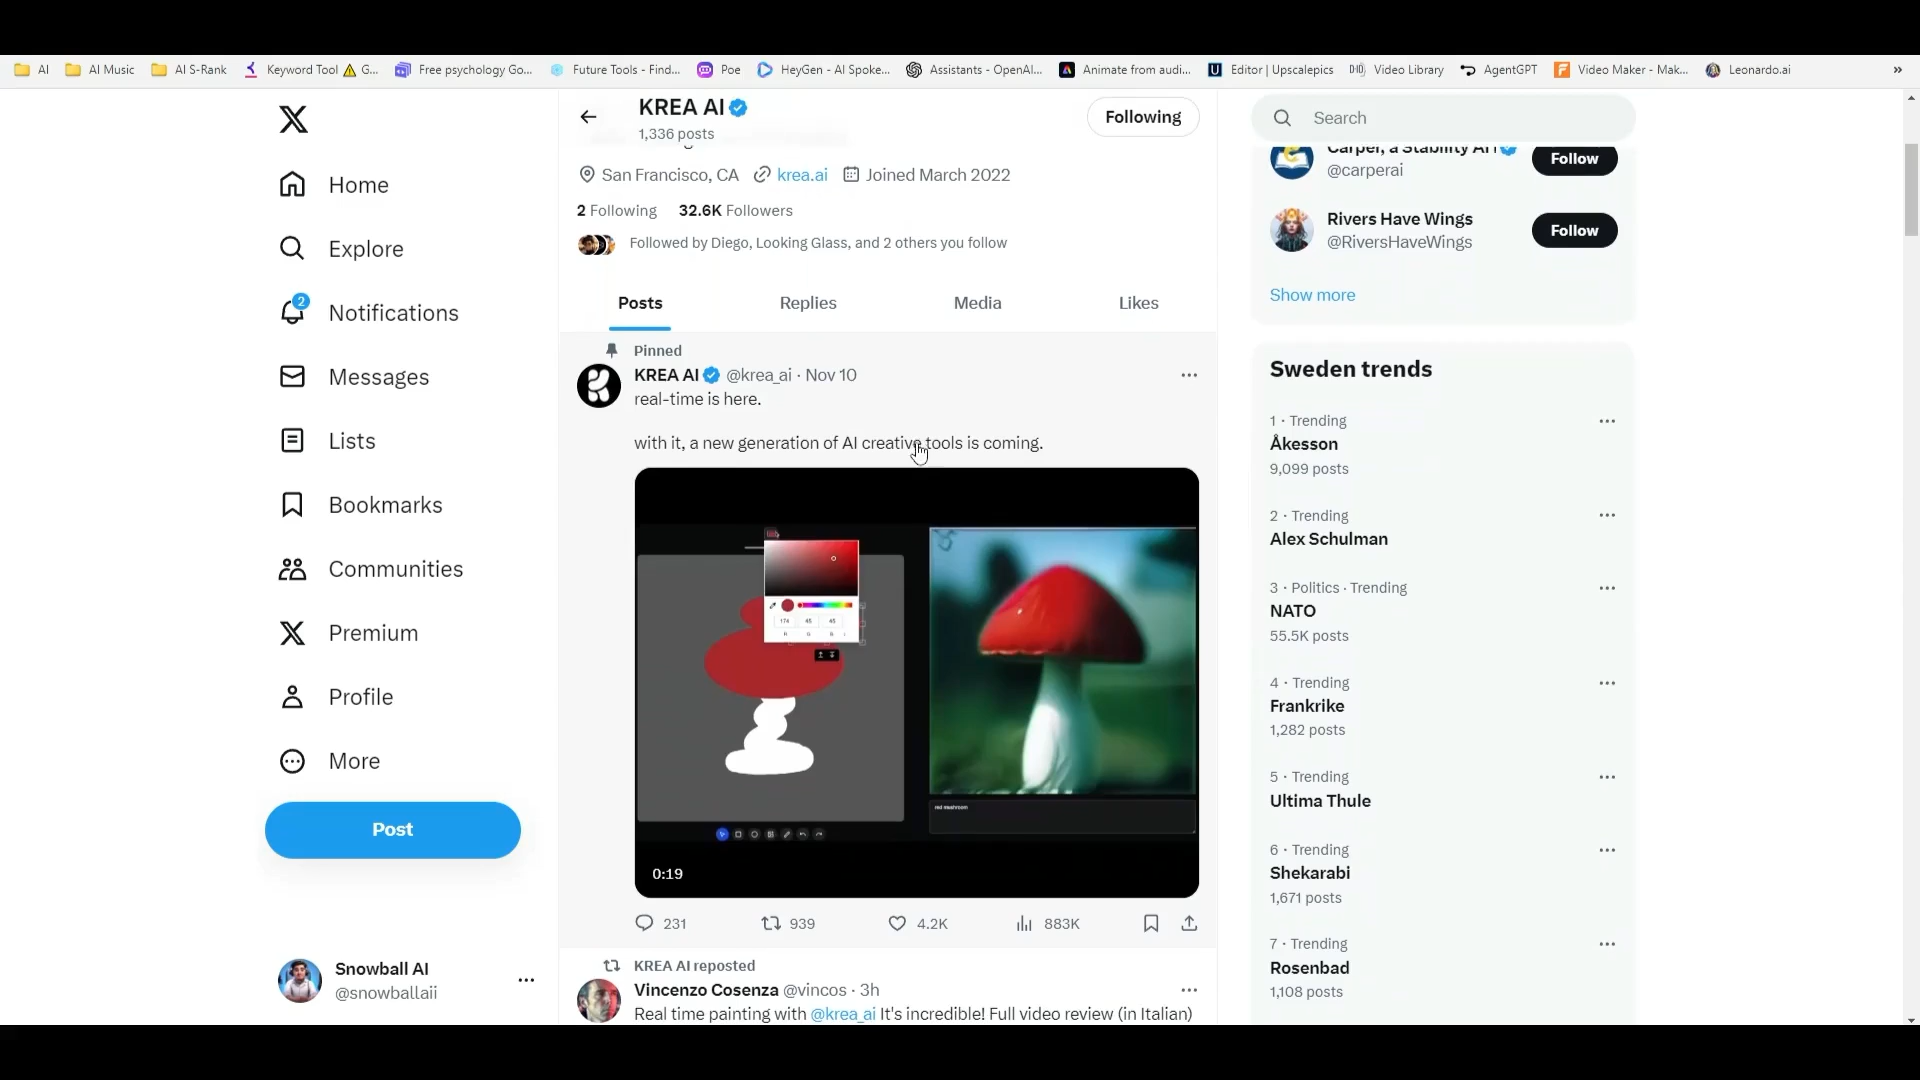 AI
AI Music
AI S-Rank
Keyword Tool ⚠ G...
Free psychology Go...
Future Tools - Find...
Poe
HeyGen - AI Spoke...
Assistants - OpenAI...
Animate from audi...
Editor | Upscalepics
Video Library
AgentGPT
Video Maker - Mak...
Leonardo.ai
»
Home
Explore
2
Notifications
Messages
Lists
Bookmarks
Communities
Premium
Profile
More
Post
Snowball AI
@snowballaii
KREA AI
1,336 posts
Following
San Francisco, CA krea.ai Joined March 2022
2 Following 32.6K Followers
Followed by Diego, Looking Glass, and 2 others you follow
Posts Replies Media Likes
Pinned
KREA AI @krea_ai · Nov 10
real-time is here.
with it, a new generation of AI creative tools is coming.
174 45 45
R G B
red mushroom
0:19
231 939 4.2K 883K
KREA AI reposted
Vincenzo Cosenza @vincos · 3h
Real time painting with @krea_ai It's incredible! Full video review (in Italian)
Search
Carper, a Stability AI
@carperai
Follow
Rivers Have Wings
@RiversHaveWings
Follow
Show more
Sweden trends
1 · Trending
Åkesson
9,099 posts
2 · Trending
Alex Schulman
3 · Politics · Trending
NATO
55.5K posts
4 · Trending
Frankrike
1,282 posts
5 · Trending
Ultima Thule
6 · Trending
Shekarabi
1,671 posts
7 · Trending
Rosenbad
1,108 posts